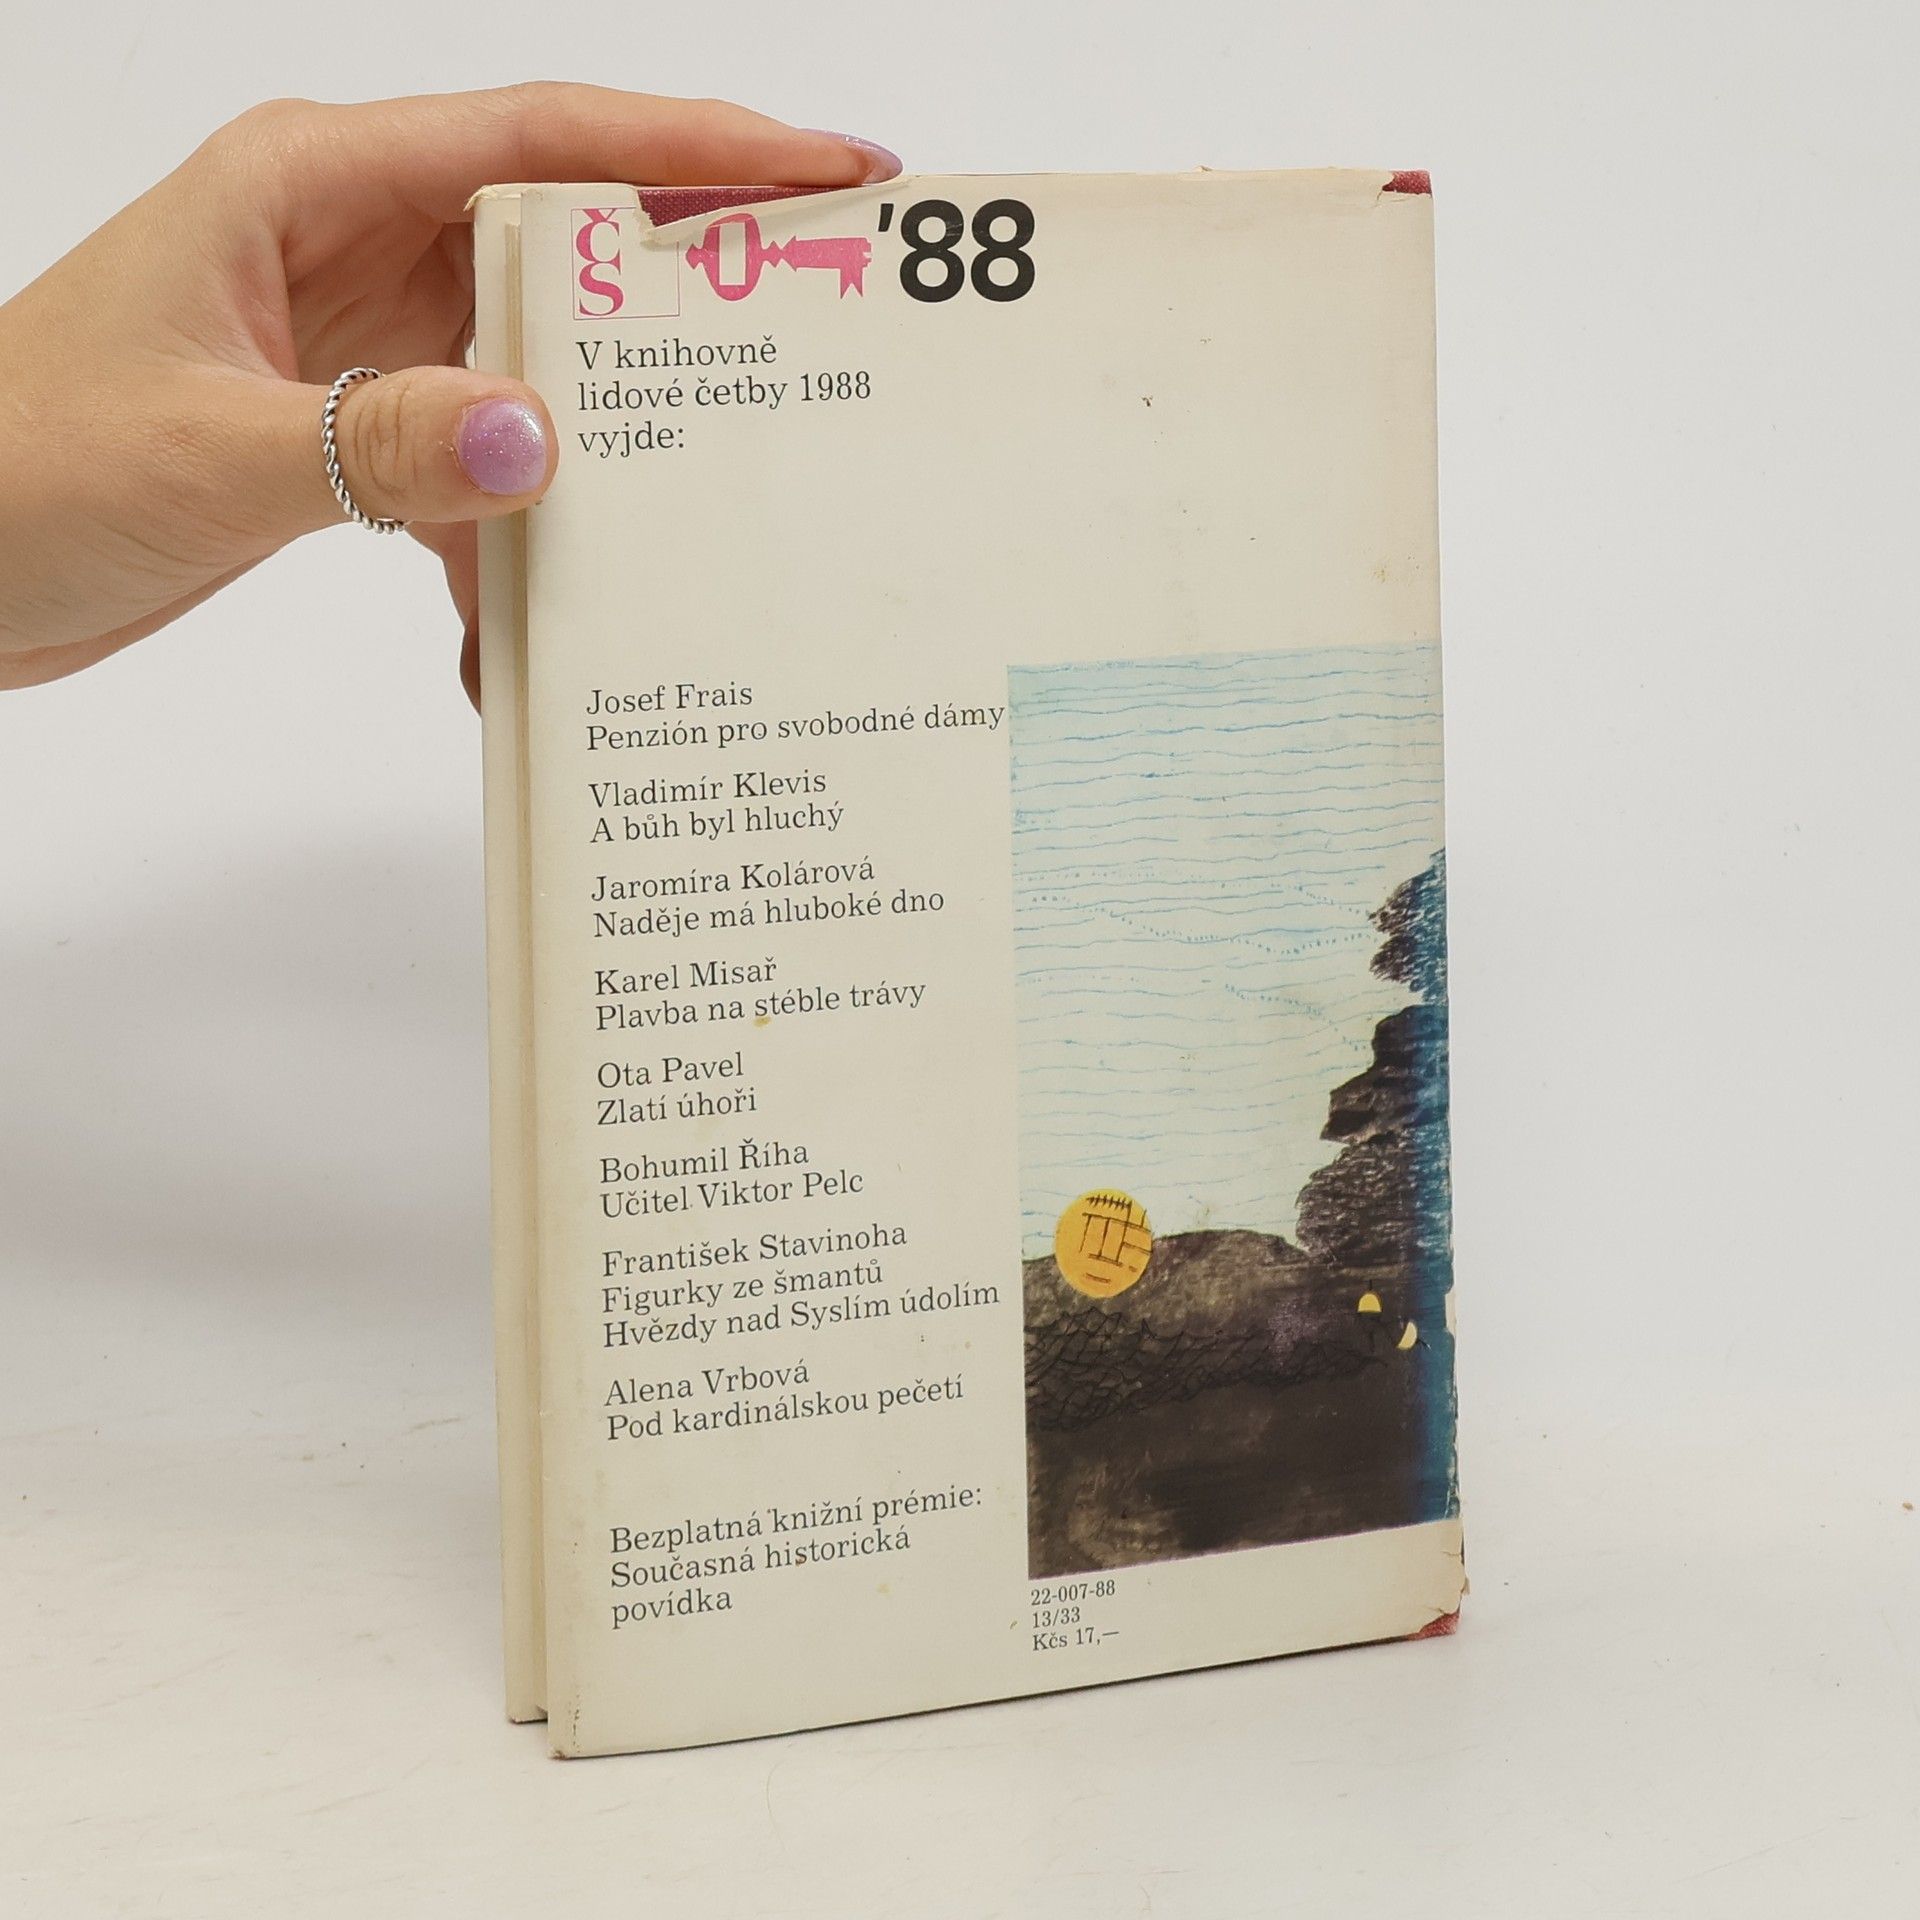 Č
S
'88
V knihovně
lidové četby 1988
vyjde:
Josef Frais
Penzión pro svobodné dámy
Vladimír Klevis
A bůh byl hluchý
Jaromíra Kolárová
Naděje má hluboké dno
Karel Misař
Plavba na stéble trávy
Ota Pavel
Zlatí úhoři
Bohumil Říha
Učitel Viktor Pelc
František Stavinoha
Figurky ze šmantů
Hvězdy nad Syslím údolím
Alena Vrbová
Pod kardinálskou pečetí
Bezplatná knižní prémie:
Současná historická
povídka
22-007-88
13/33
Kčs 17,—